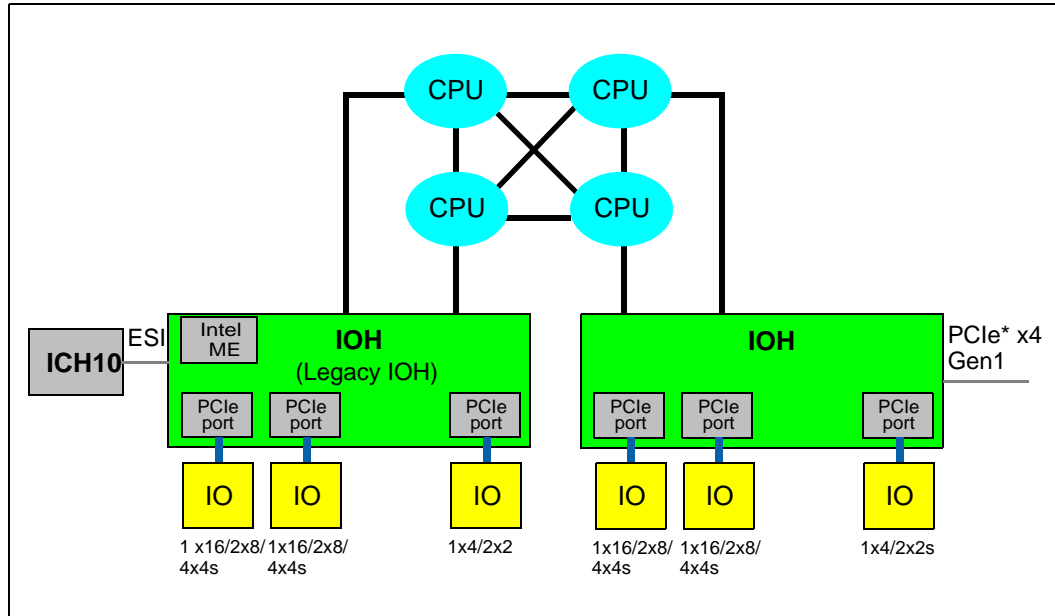 CPU
CPU
CPU
CPU
ESI
Intel
ME
IOH
(Legacy IOH)
ICH10
IOH
PCIe* x4
Gen1
PCIe
port
PCIe
port
PCIe
port
PCIe
port
PCIe
port
PCIe
port
IO
IO
IO
IO
IO
IO
1 x16/2x8/
4x4s
1x16/2x8/
4x4s
1x4/2x2
1x16/2x8/
4x4s
1x16/2x8/
4x4s
1x4/2x2s